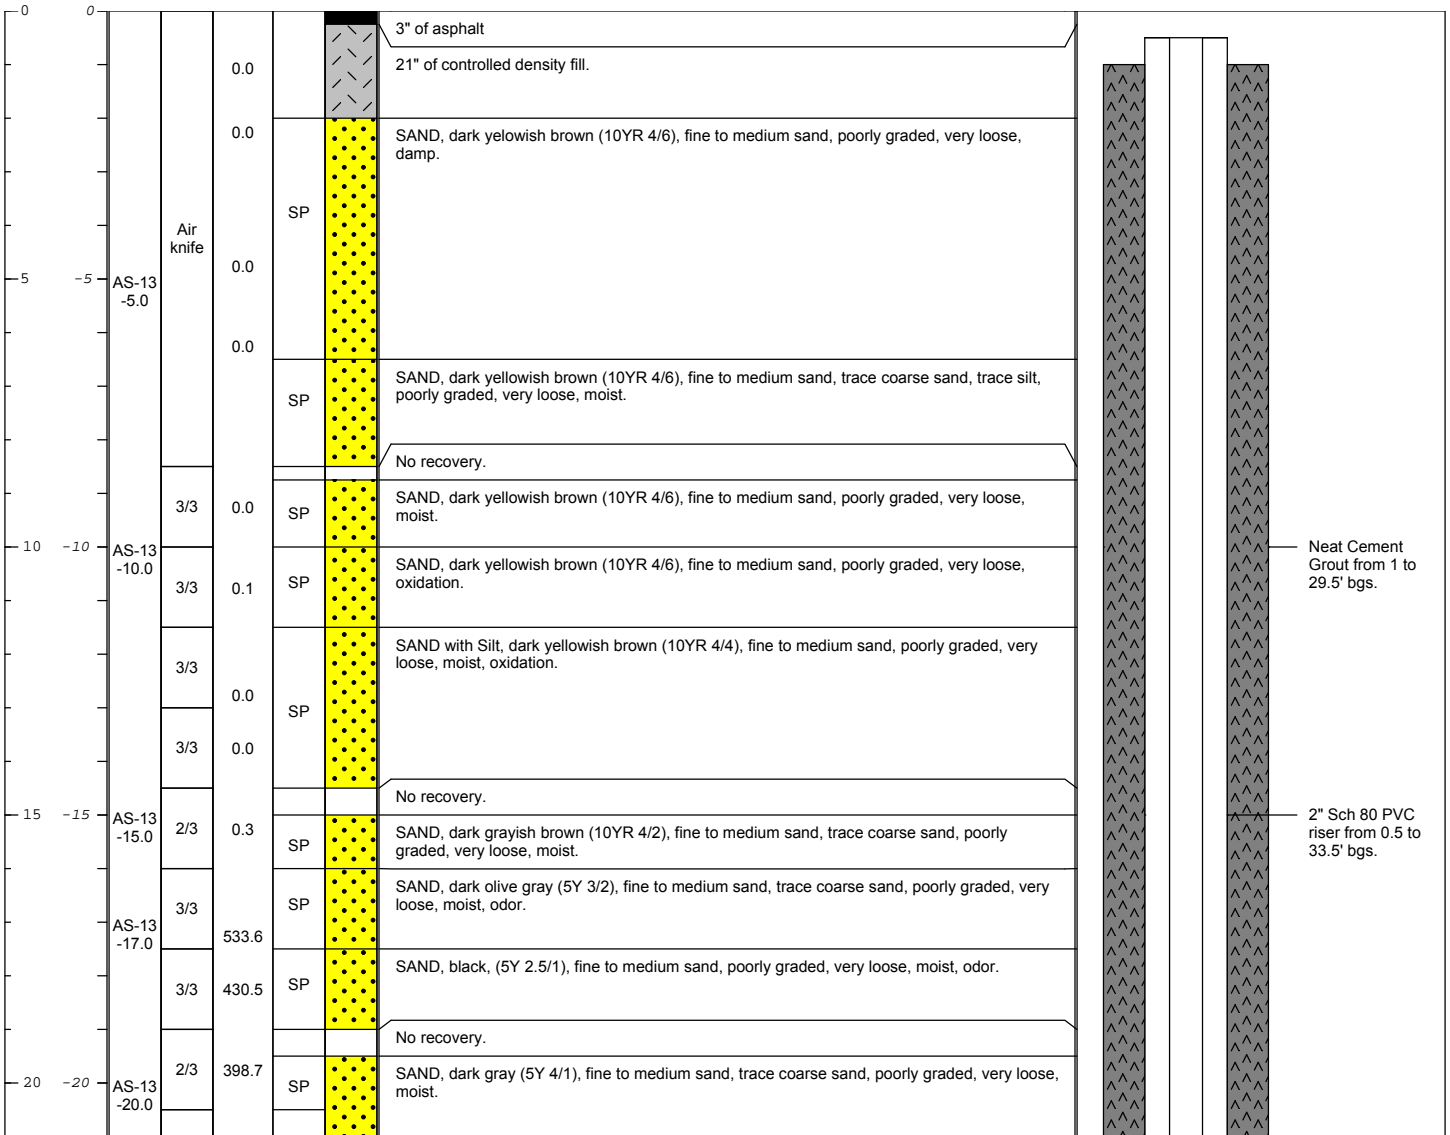 0 0
3" of asphalt
21" of controlled density fill.
0.0
0.0
SAND, dark yelowish brown (10YR 4/6), fine to medium sand, poorly graded, very loose,
damp.
SP
Air
knife
0.0
5 -5
AS-13
-5.0
0.0
SAND, dark yellowish brown (10YR 4/6), fine to medium sand, trace coarse sand, trace silt,
poorly graded, very loose, moist.
SP
No recovery.
SAND, dark yellowish brown (10YR 4/6), fine to medium sand, poorly graded, very loose,
moist.
3/3 0.0 SP
10 -10
AS-13
-10.0
Neat Cement
Grout from 1 to
29.5' bgs.
SAND, dark yellowish brown (10YR 4/6), fine to medium sand, poorly graded, very loose,
oxidation.
3/3 0.1 SP
SAND with Silt, dark yellowish brown (10YR 4/4), fine to medium sand, poorly graded, very
loose, moist, oxidation.
3/3
0.0
SP
3/3 0.0
No recovery.
15 -15
AS-13
-15.0
2/3 0.3
2" Sch 80 PVC
riser from 0.5 to
33.5' bgs.
SAND, dark grayish brown (10YR 4/2), fine to medium sand, trace coarse sand, poorly
graded, very loose, moist.
SP
SAND, dark olive gray (5Y 3/2), fine to medium sand, trace coarse sand, poorly graded, very
loose, moist, odor.
3/3 SP
AS-13
-17.0
533.6
SAND, black, (5Y 2.5/1), fine to medium sand, poorly graded, very loose, moist, odor.
3/3 430.5 SP
No recovery.
2/3 398.7
SAND, dark gray (5Y 4/1), fine to medium sand, trace coarse sand, poorly graded, very loose,
moist.
20 -20
AS-13
-20.0
SP